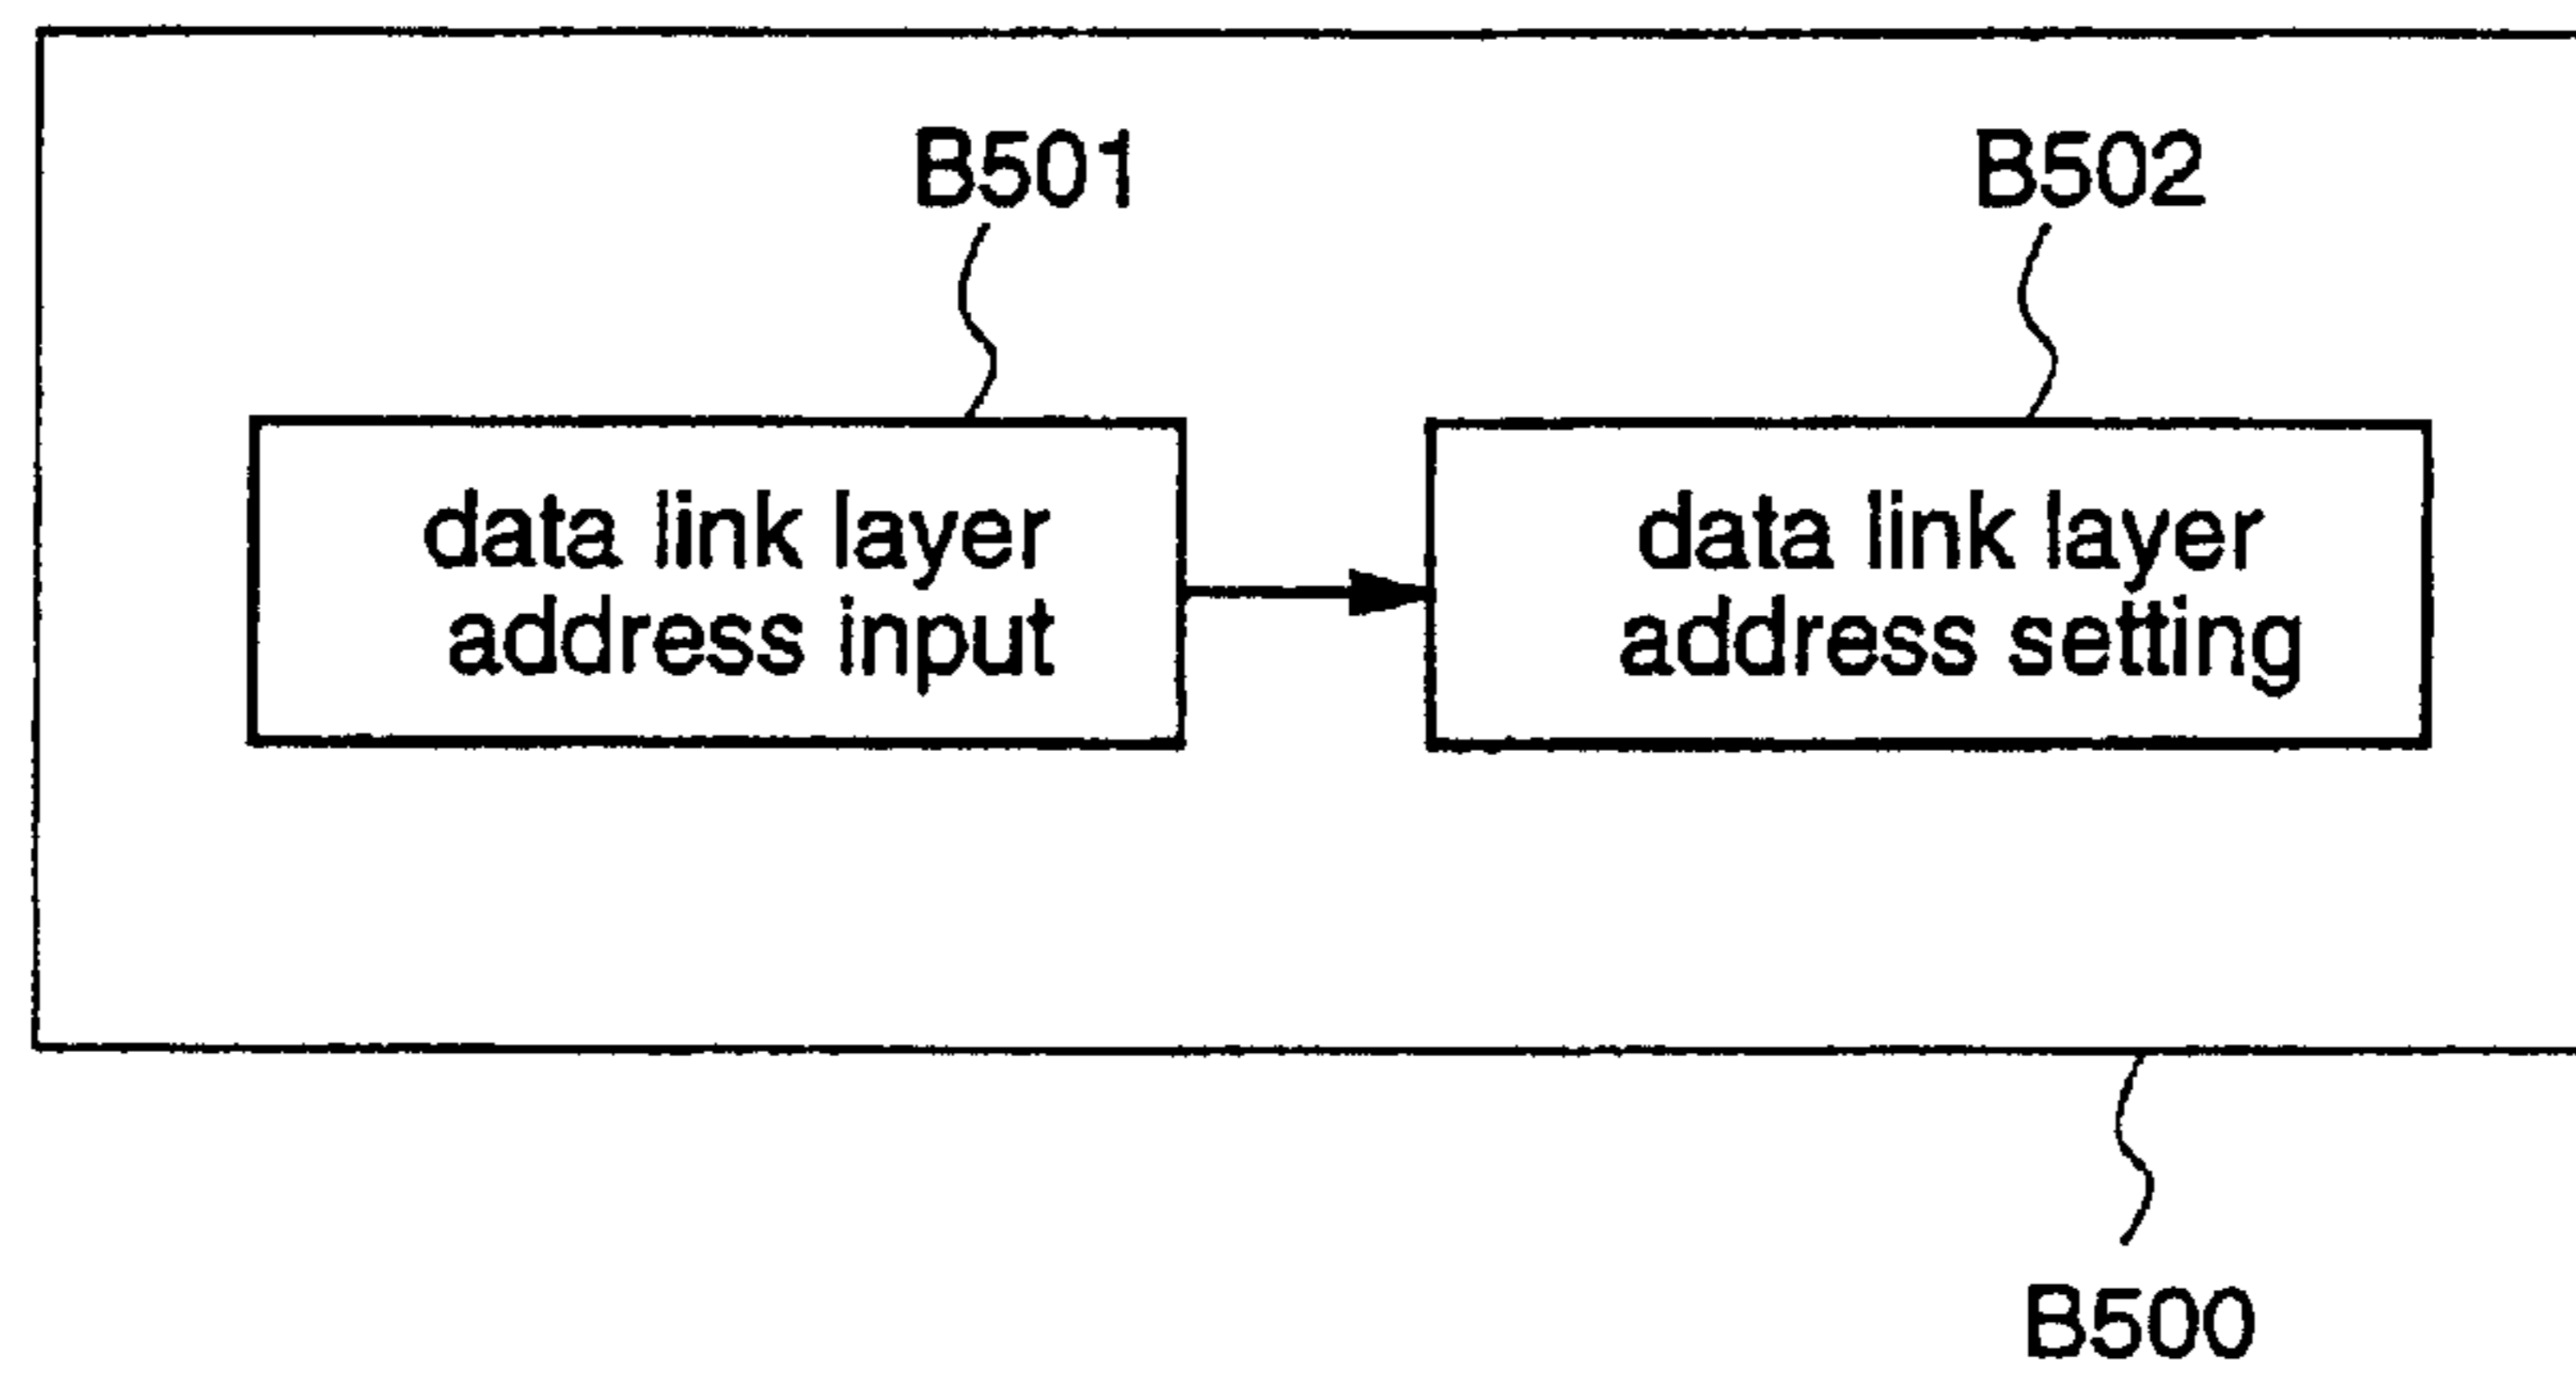 B501
B502
data link layer
address input
data link layer
address setting
B500